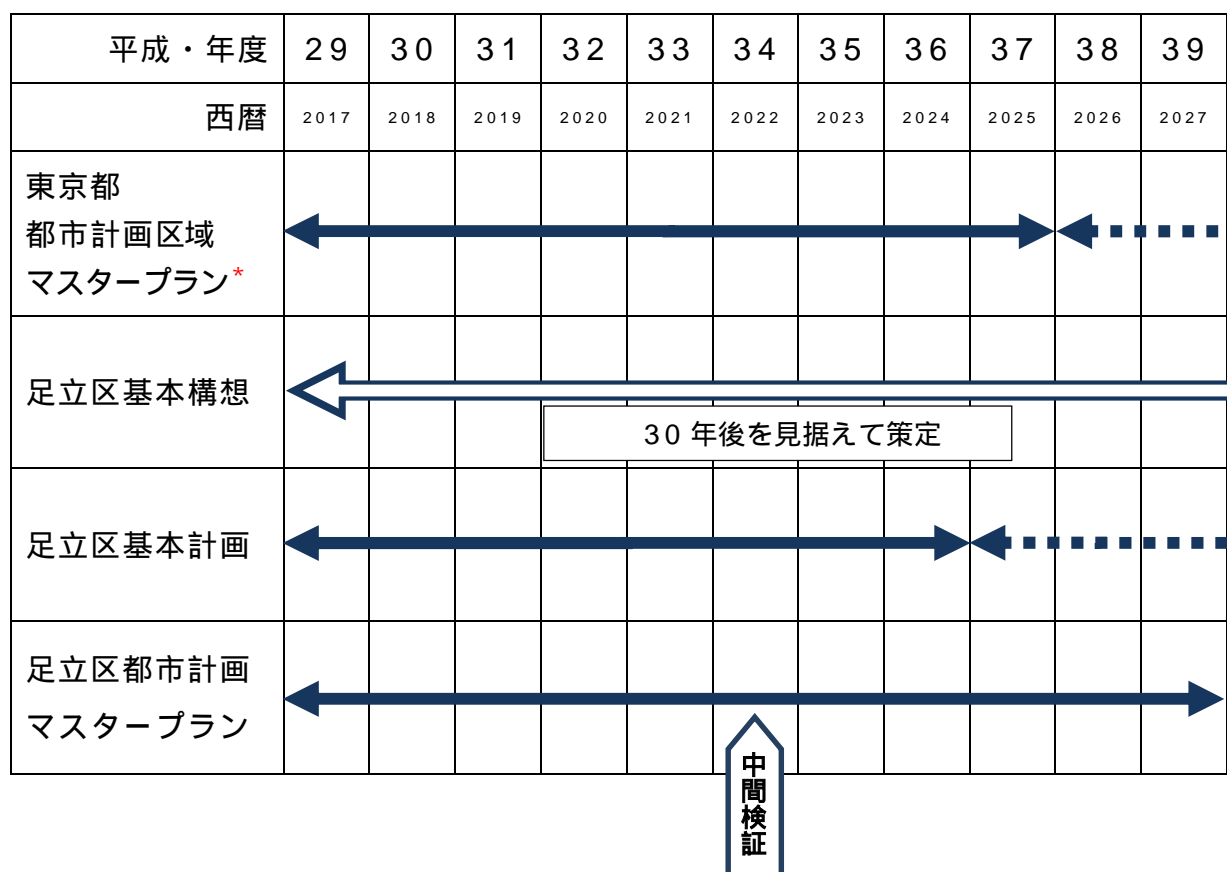 平成・年度 29 30 31 32 33 34 35 36 37 38 39
西暦 2017 2018 2019 2020 2021 2022 2023 2024 2025 2026 2027
東京都
都市計画区域
マスタープラン*
足立区基本構想
30年後を見据えて策定
足立区基本計画
足立区都市計画
マスタープラン
中間検証